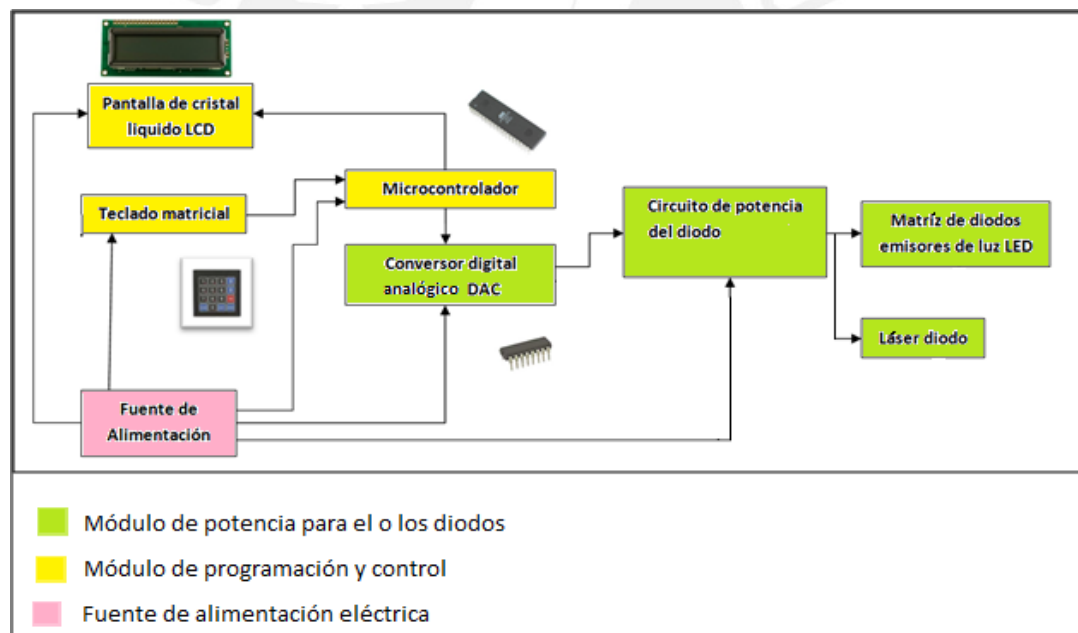 Pantalla de cristal
liquido LCD
Teclado matricial
Microcontrolador
Conversor digital
analógico DAC
Circuito de potencia
del diodo
Matríz de diodos
emisores de luz LED
Láser diodo
Fuente de
Alimentación
Módulo de potencia para el o los diodos
Módulo de programación y control
Fuente de alimentación eléctrica